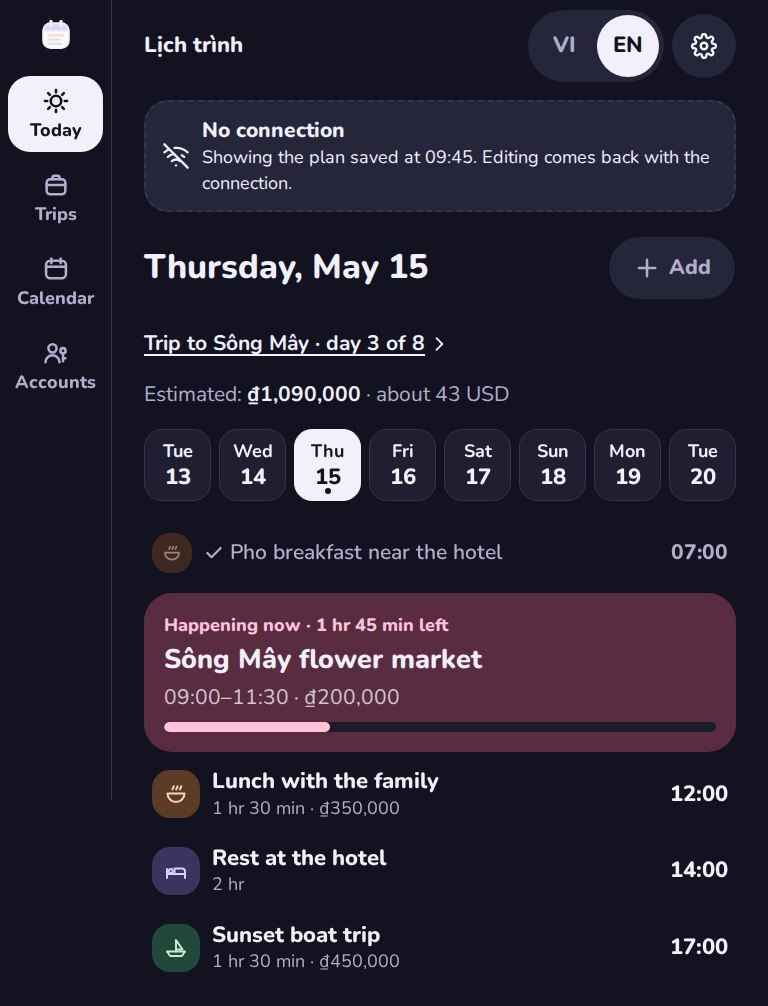 Lịch trình
VI
EN
Today
Trips
Calendar
Accounts
No connection
Showing the plan saved at 09:45. Editing comes back with the
connection.
Thursday, May 15
Add
Trip to Sông Mây · day 3 of 8
Estimated: ₫1,090,000 · about 43 USD
Tue
13
Wed
14
Thu
15
Fri
16
Sat
17
Sun
18
Mon
19
Tue
20
Pho breakfast near the hotel
07:00
Happening now · 1 hr 45 min left
Sông Mây flower market
09:00–11:30 · ₫200,000
Lunch with the family
1 hr 30 min · ₫350,000
12:00
Rest at the hotel
2 hr
14:00
Sunset boat trip
1 hr 30 min · ₫450,000
17:00